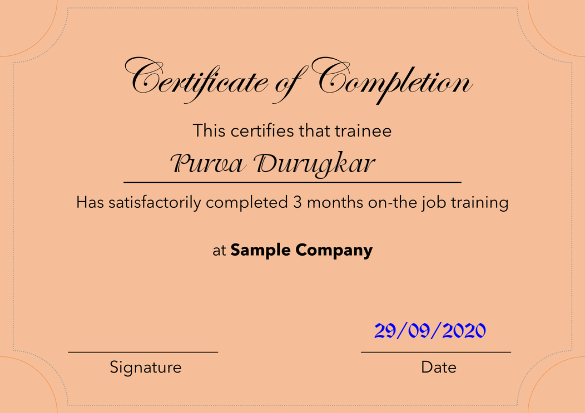 Certificate of Completion
This certifies that trainee
Purva Durugkar
Has satisfactorily completed 3 months on-the job training
at Sample Company
29/09/2020
Signature
Date